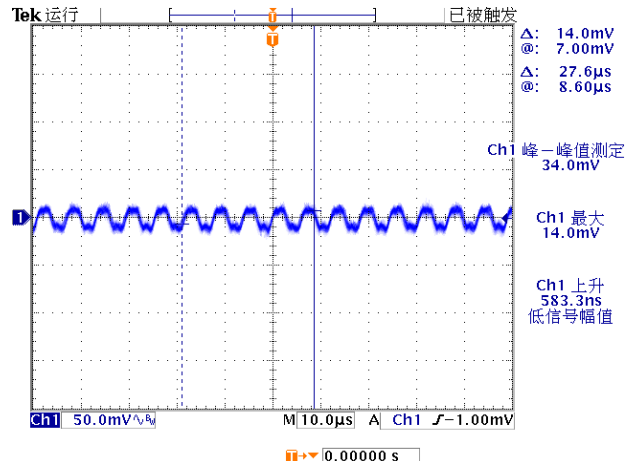 Tek 运行
T
已被触发
T
Δ: 14.0mV
@: 7.00mV
Δ: 27.6μs
@: 8.60μs
Ch1 峰-峰值测定
34.0mV
1
Ch1 最大
14.0mV
Ch1 上升
583.3ns
低信号幅值
Ch1 50.0mV∿BW M 10.0μs A Ch1 ʃ -1.00mV
T→▼ 0.00000 s